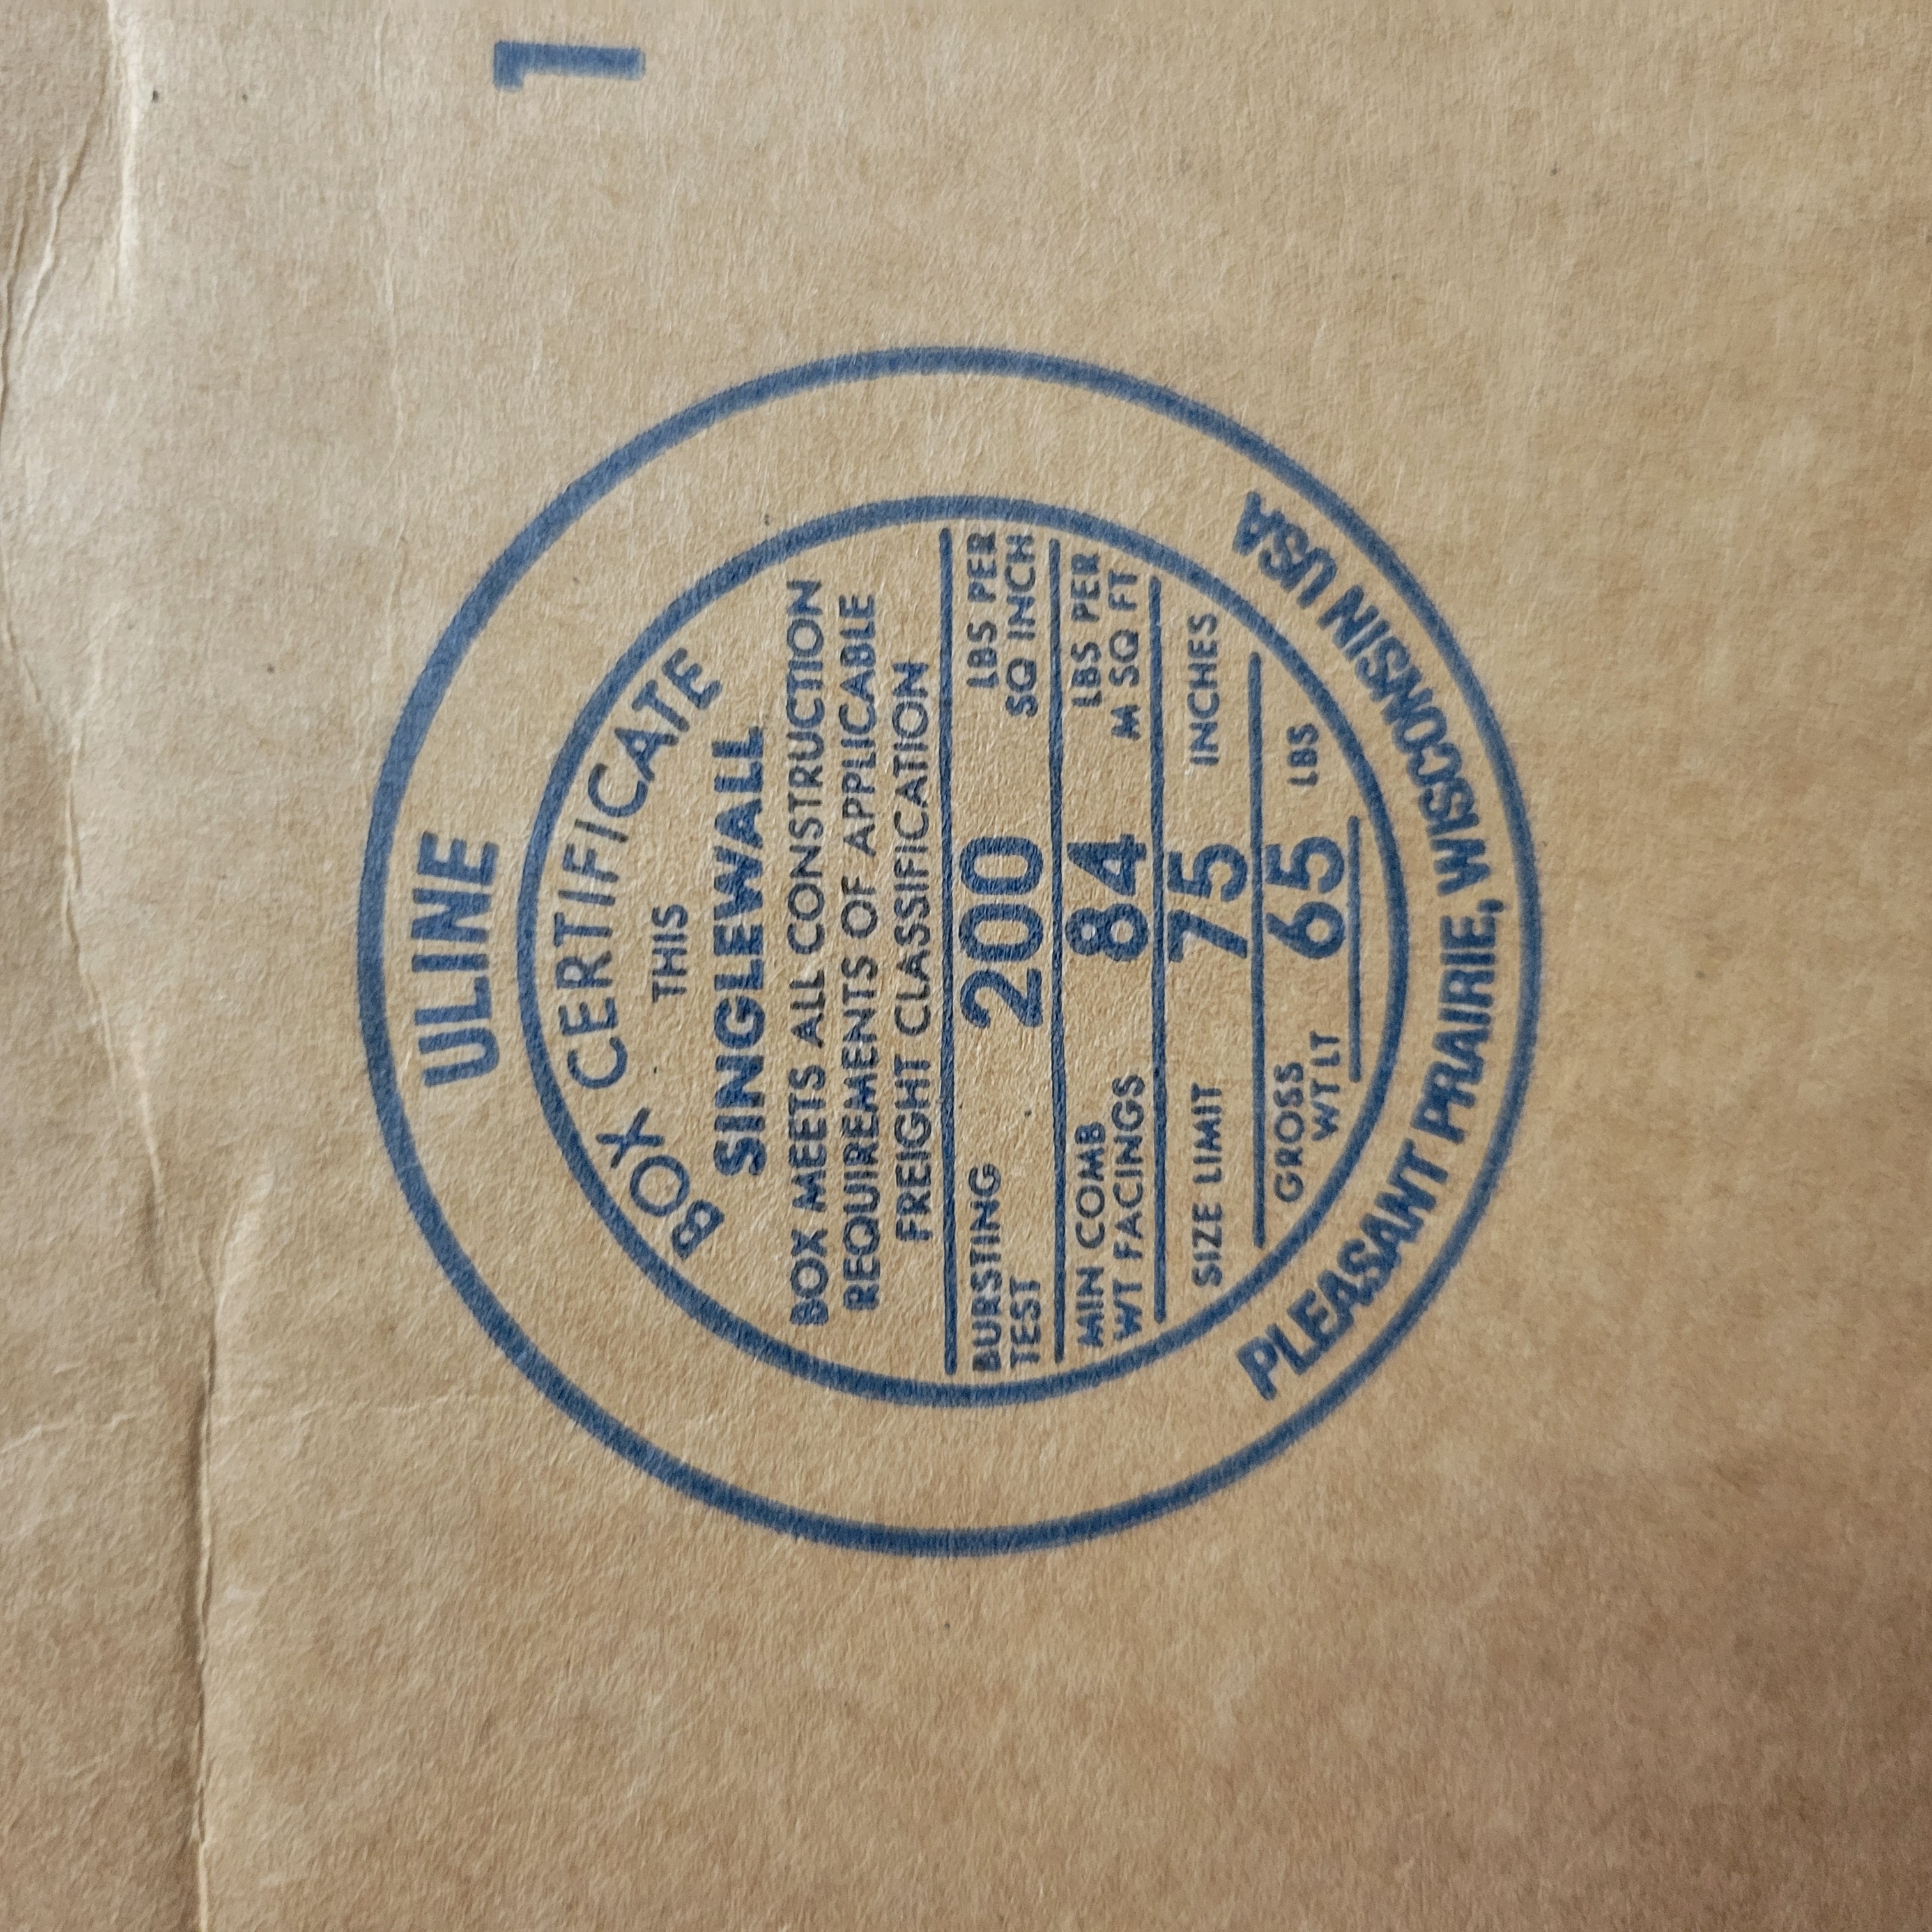 1
ULINE
BOX CERTIFICATE
THIS
SINGLEWALL
BOX MEETS ALL CONSTRUCTION
REQUIREMENTS OF APPLICABLE
FREIGHT CLASSIFICATION
BURSTING TEST 200 LBS PER SQ INCH
MIN COMB WT FACINGS 84 LBS PER M SQ FT
SIZE LIMIT 75 INCHES
GROSS WT LT 65 LBS
PLEASANT PRAIRIE, WISCONSIN USA